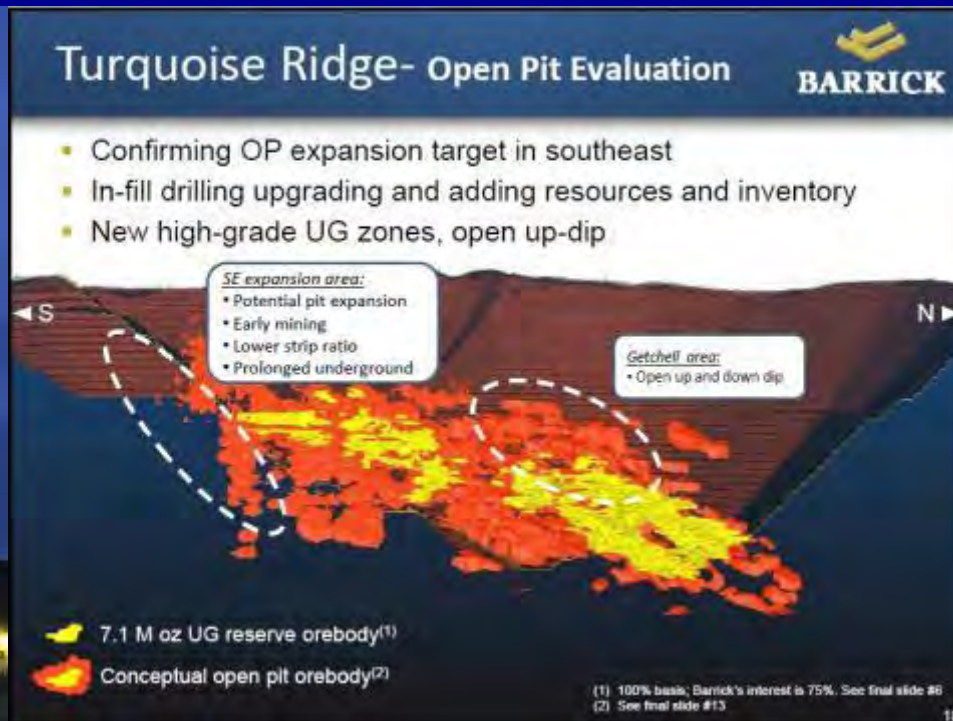 Turquoise Ridge- Open Pit Evaluation
BARRICK
▪ Confirming OP expansion target in southeast
▪ In-fill drilling upgrading and adding resources and inventory
▪ New high-grade UG zones, open up-dip
SE expansion area:
• Potential pit expansion
• Early mining
• Lower strip ratio
• Prolonged underground
◄ S
N ►
Getchell area:
• Open up and down dip
7.1 M oz UG reserve orebody(1)
Conceptual open pit orebody(2)
(1) 100% basis; Barrick's interest is 75%. See final slide #6
(2) See final slide #13